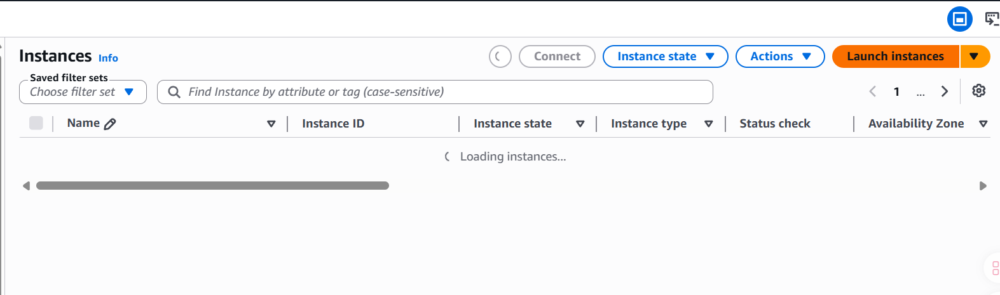 Instances Info
Connect
Instance state
Actions
Launch instances
Saved filter sets
Choose filter set
Find Instance by attribute or tag (case-sensitive)
1 ...
Name
Instance ID
Instance state
Instance type
Status check
Availability Zone
Loading instances...